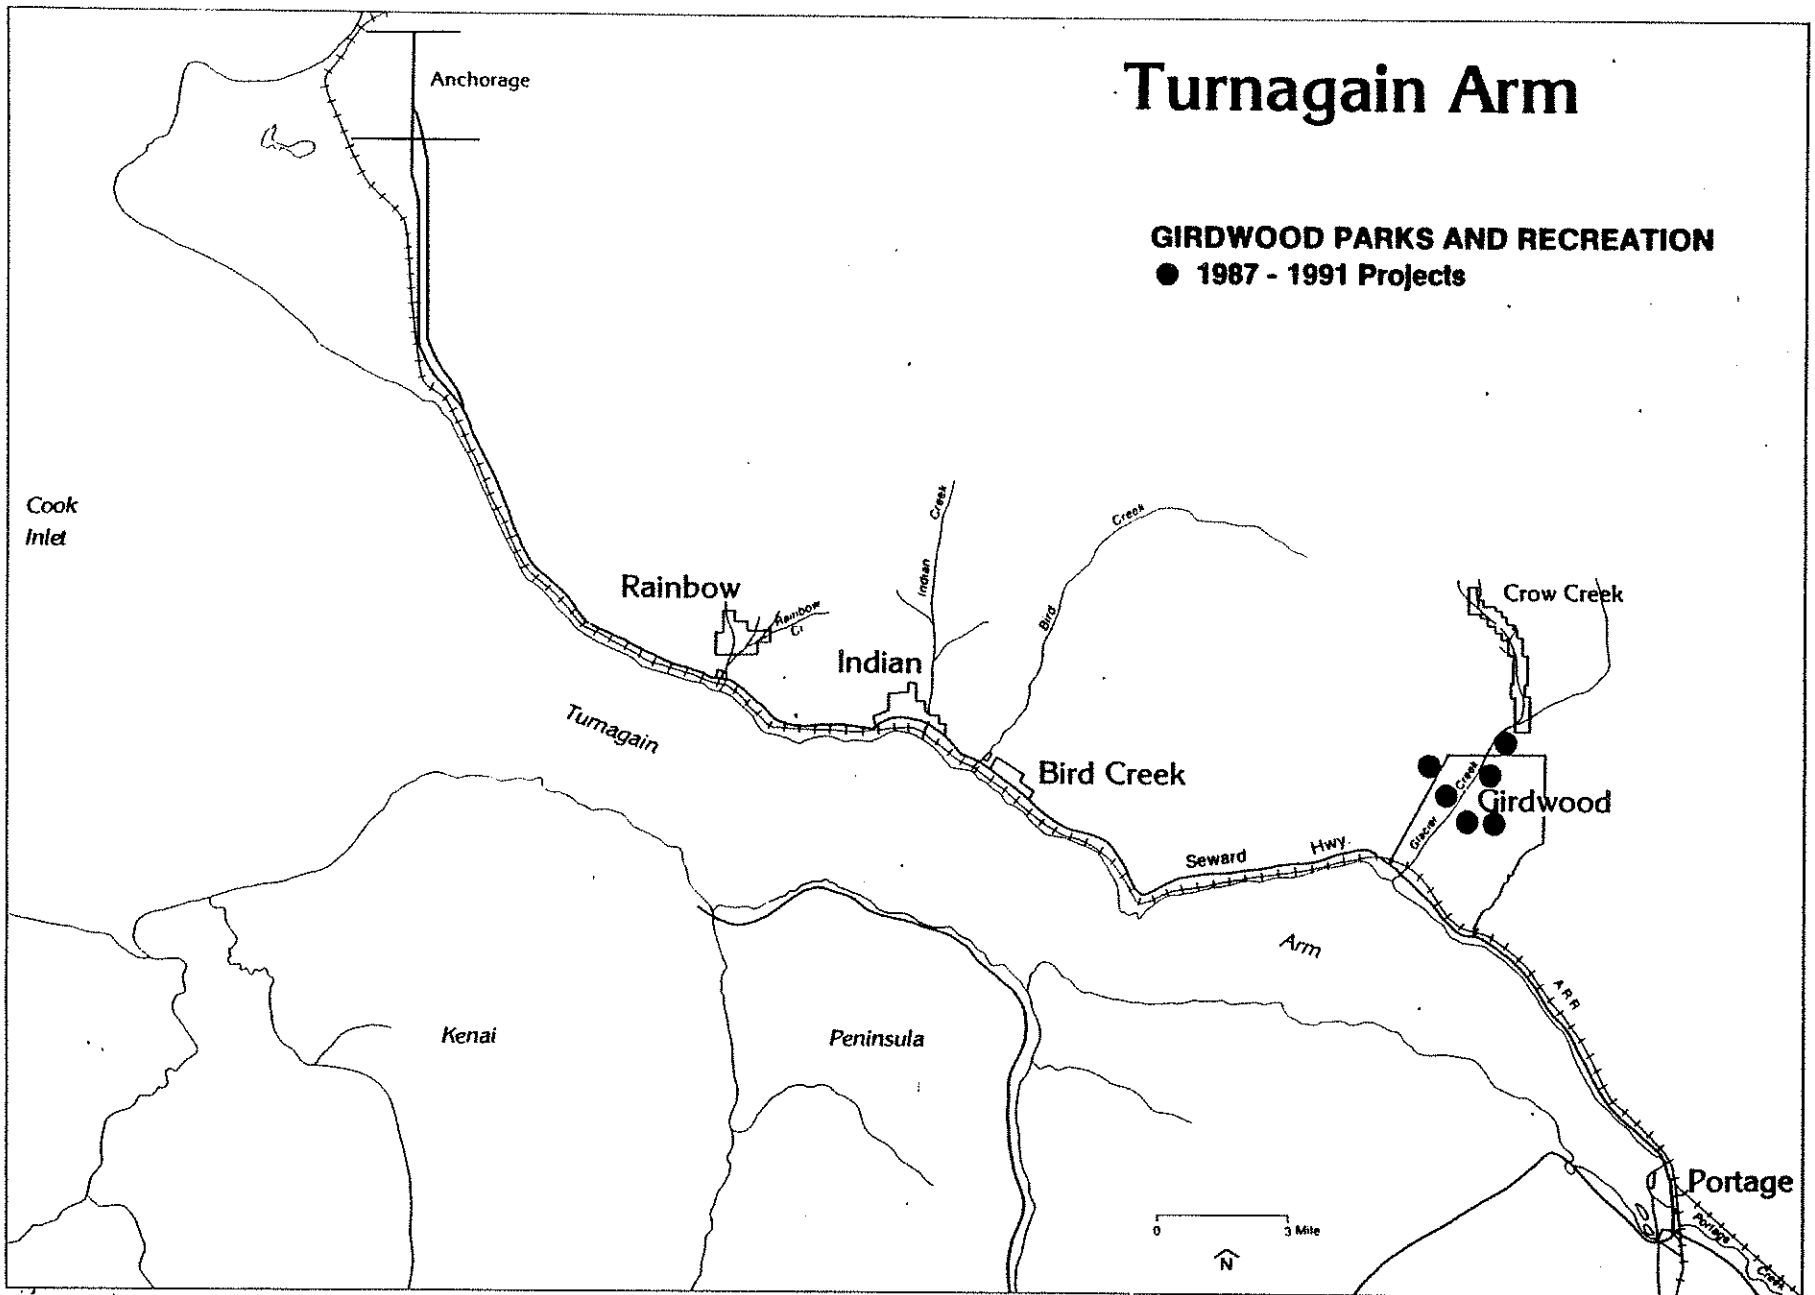 Turnagain Arm
Anchorage
GIRDWOOD PARKS AND RECREATION
● 1987 - 1991 Projects
Cook
Inlet
Rainbow
Rainbow
Cr
Indian
Indian Creek
Bird Creek
Bird Creek
Crow Creek
Glacier Creek
Girdwood
Seward Hwy.
Turnagain
Arm
ARR
Kenai
Peninsula
Portage
Portage
Creek
0 3 Mile
N